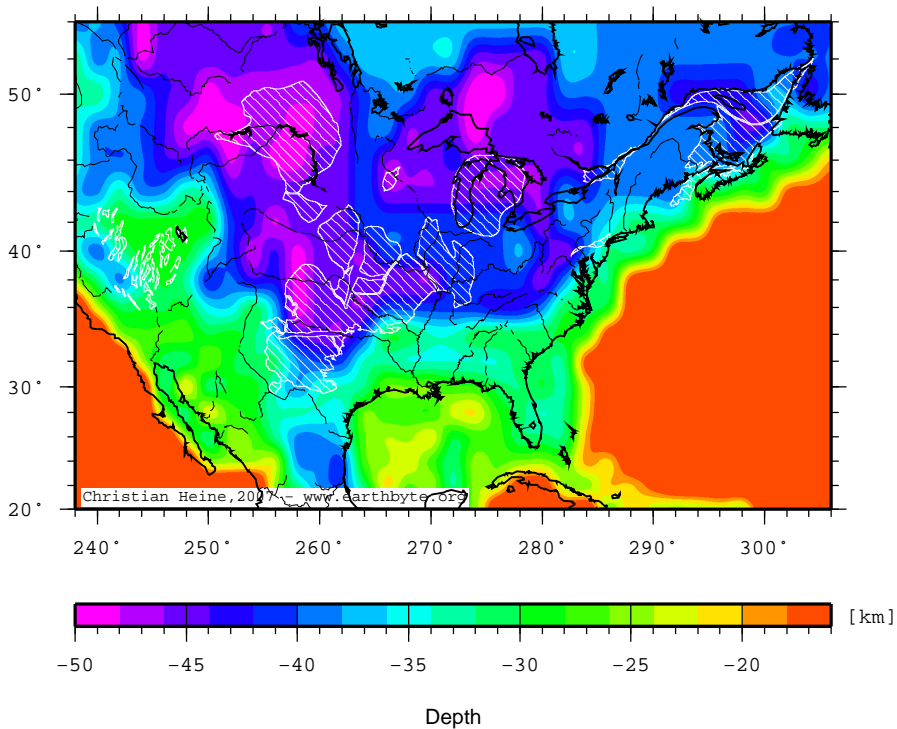 50°
40°
30°
Christian Heine,2007 – www.earthbyte.org
20°
240° 250° 260° 270° 280° 290° 300°
[km]
−50 −45 −40 −35 −30 −25 −20
Depth